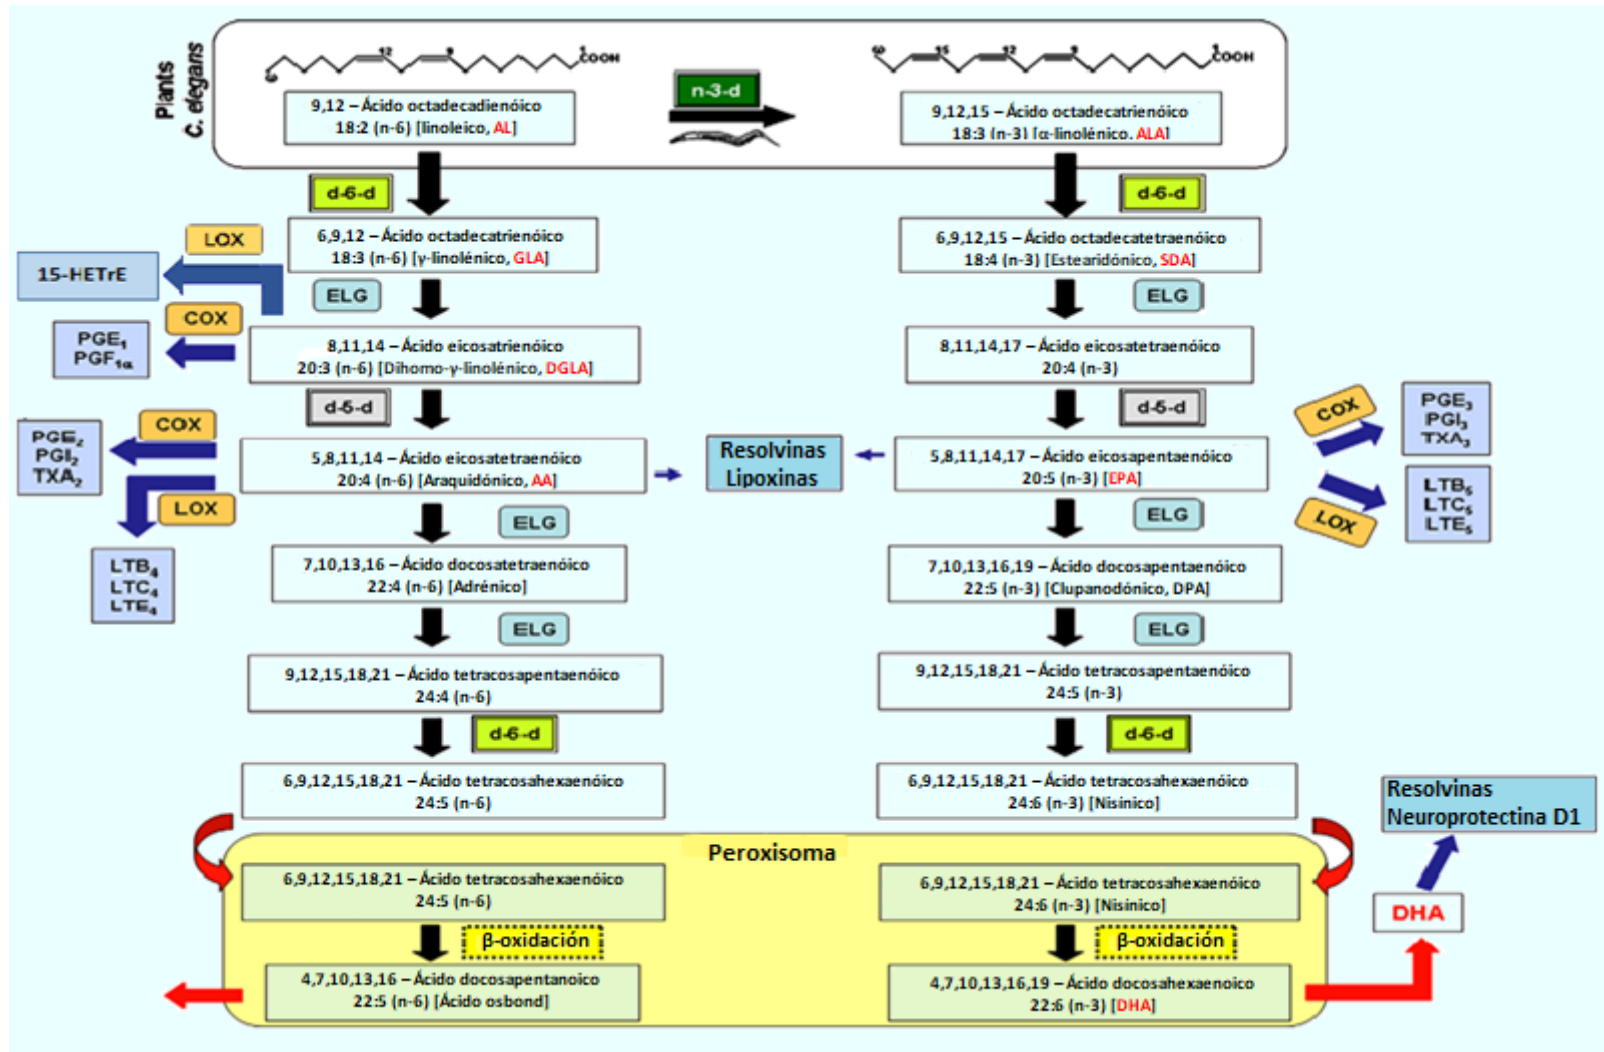 Plants
C. elegans
ω
12
9
1
COOH
ω
15
12
9
1
COOH
n-3-d
9,12 – Ácido octadecadienóico
18:2 (n-6) [linoleico, AL]
9,12,15 – Ácido octadecatrienóico
18:3 (n-3) [α-linolénico. ALA]
d-6-d
d-6-d
6,9,12 – Ácido octadecatrienóico
18:3 (n-6) [γ-linolénico, GLA]
6,9,12,15 – Ácido octadecatetraenóico
18:4 (n-3) [Estearidónico, SDA]
LOX
15-HETrE
ELG
ELG
COX
PGE1
PGF1α
8,11,14 – Ácido eicosatrienóico
20:3 (n-6) [Dihomo-γ-linolénico, DGLA]
8,11,14,17 – Ácido eicosatetraenóico
20:4 (n-3)
d-5-d
d-5-d
COX
PGE3
PGI3
TXA3
COX
PGE2
PGI2
TXA2
5,8,11,14 – Ácido eicosatetraenóico
20:4 (n-6) [Araquidónico, AA]
Resolvinas
Lipoxinas
5,8,11,14,17 – Ácido eicosapentaenóico
20:5 (n-3) [EPA]
LOX
LTB5
LTC5
LTE5
LOX
ELG
ELG
LTB4
LTC4
LTE4
7,10,13,16 – Ácido docosatetraenóico
22:4 (n-6) [Adrénico]
7,10,13,16,19 – Ácido docosapentaenóico
22:5 (n-3) [Clupanodónico, DPA]
ELG
ELG
9,12,15,18,21 – Ácido tetracosapentaenóico
24:4 (n-6)
9,12,15,18,21 – Ácido tetracosapentaenóico
24:5 (n-3)
d-6-d
d-6-d
6,9,12,15,18,21 – Ácido tetracosahexaenóico
24:5 (n-6)
6,9,12,15,18,21 – Ácido tetracosahexaenóico
24:6 (n-3) [Nisínico]
Resolvinas
Neuroprotectina D1
Peroxisoma
6,9,12,15,18,21 – Ácido tetracosahexaenóico
24:5 (n-6)
6,9,12,15,18,21 – Ácido tetracosahexaenóico
24:6 (n-3) [Nisínico]
DHA
β-oxidación
β-oxidación
4,7,10,13,16 – Ácido docosapentanoico
22:5 (n-6) [Ácido osbond]
4,7,10,13,16,19 – Ácido docosahexaenoico
22:6 (n-3) [DHA]